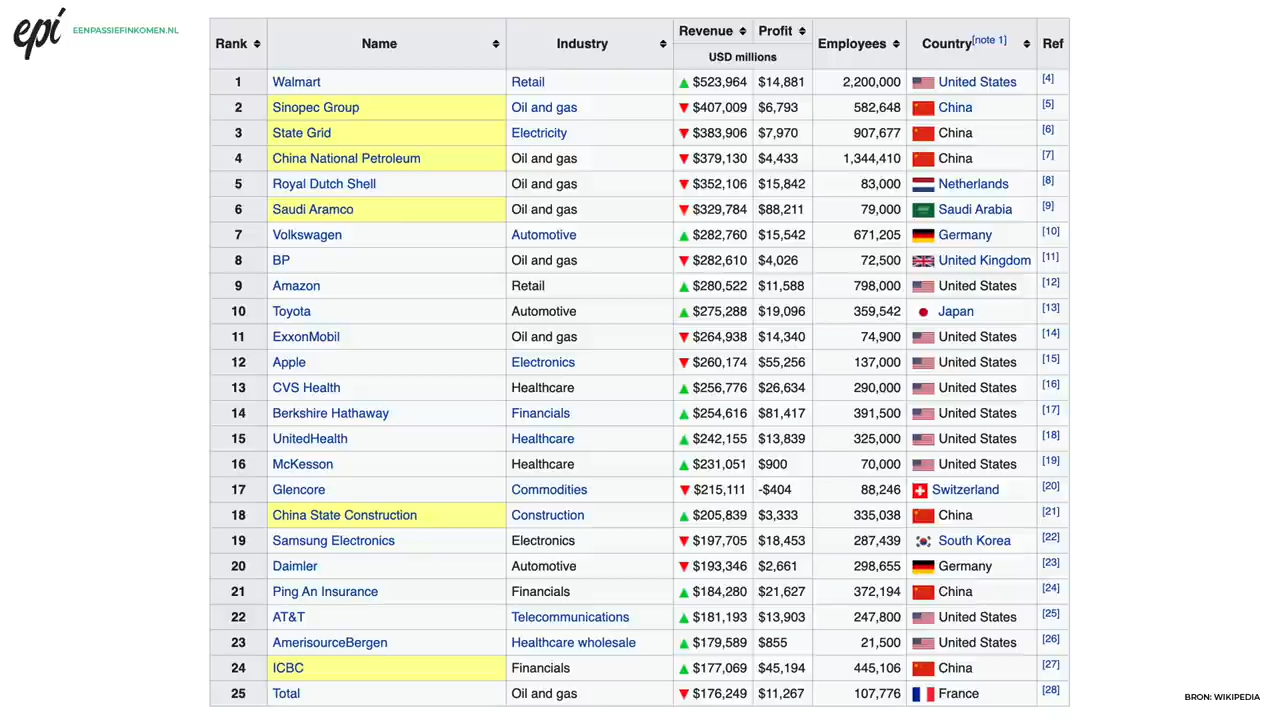 epi
EENPASSIEFINKOMEN.NL
Rank Name Industry Revenue Profit Employees Country[note 1] Ref
USD millions
1 Walmart Retail ▲ $523,964 $14,881 2,200,000 United States [4]
2 Sinopec Group Oil and gas ▼ $407,009 $6,793 582,648 China [5]
3 State Grid Electricity ▼ $383,906 $7,970 907,677 China [6]
4 China National Petroleum Oil and gas ▼ $379,130 $4,433 1,344,410 China [7]
5 Royal Dutch Shell Oil and gas ▼ $352,106 $15,842 83,000 Netherlands [8]
6 Saudi Aramco Oil and gas ▼ $329,784 $88,211 79,000 Saudi Arabia [9]
7 Volkswagen Automotive ▲ $282,760 $15,542 671,205 Germany [10]
8 BP Oil and gas ▼ $282,610 $4,026 72,500 United Kingdom [11]
9 Amazon Retail ▲ $280,522 $11,588 798,000 United States [12]
10 Toyota Automotive ▲ $275,288 $19,096 359,542 Japan [13]
11 ExxonMobil Oil and gas ▼ $264,938 $14,340 74,900 United States [14]
12 Apple Electronics ▼ $260,174 $55,256 137,000 United States [15]
13 CVS Health Healthcare ▲ $256,776 $26,634 290,000 United States [16]
14 Berkshire Hathaway Financials ▲ $254,616 $81,417 391,500 United States [17]
15 UnitedHealth Healthcare ▲ $242,155 $13,839 325,000 United States [18]
16 McKesson Healthcare ▲ $231,051 $900 70,000 United States [19]
17 Glencore Commodities ▼ $215,111 -$404 88,246 Switzerland [20]
18 China State Construction Construction ▲ $205,839 $3,333 335,038 China [21]
19 Samsung Electronics Electronics ▼ $197,705 $18,453 287,439 South Korea [22]
20 Daimler Automotive ▼ $193,346 $2,661 298,655 Germany [23]
21 Ping An Insurance Financials ▲ $184,280 $21,627 372,194 China [24]
22 AT&T Telecommunications ▲ $181,193 $13,903 247,800 United States [25]
23 AmerisourceBergen Healthcare wholesale ▲ $179,589 $855 21,500 United States [26]
24 ICBC Financials ▲ $177,069 $45,194 445,106 China [27]
25 Total Oil and gas ▼ $176,249 $11,267 107,776 France [28]
BRON: WIKIPEDIA